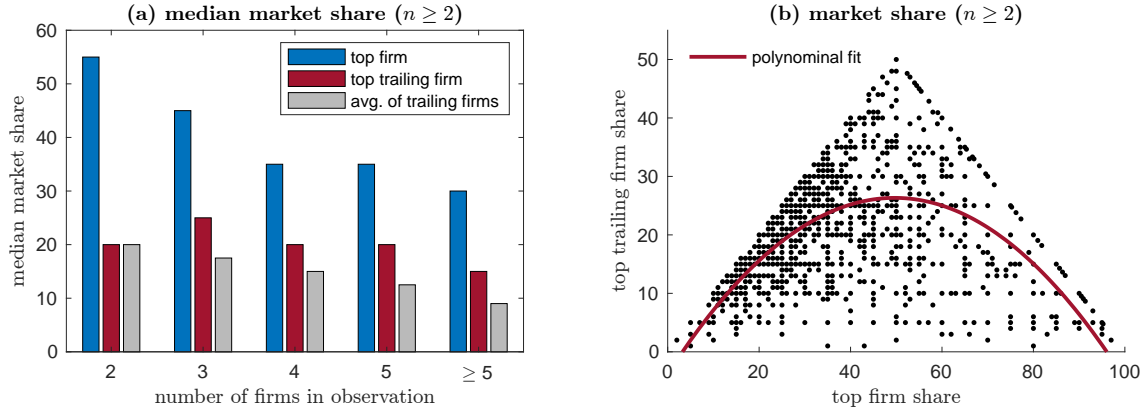 (a) median market share (n ≥ 2)
60
50
40
30
20
10
0
median market share
top firm
top trailing firm
avg. of trailing firms
2 3 4 5 ≥ 5
number of firms in observation
(b) market share (n ≥ 2)
50
40
30
20
10
0
top trailing firm share
polynominal fit
0 20 40 60 80 100
top firm share